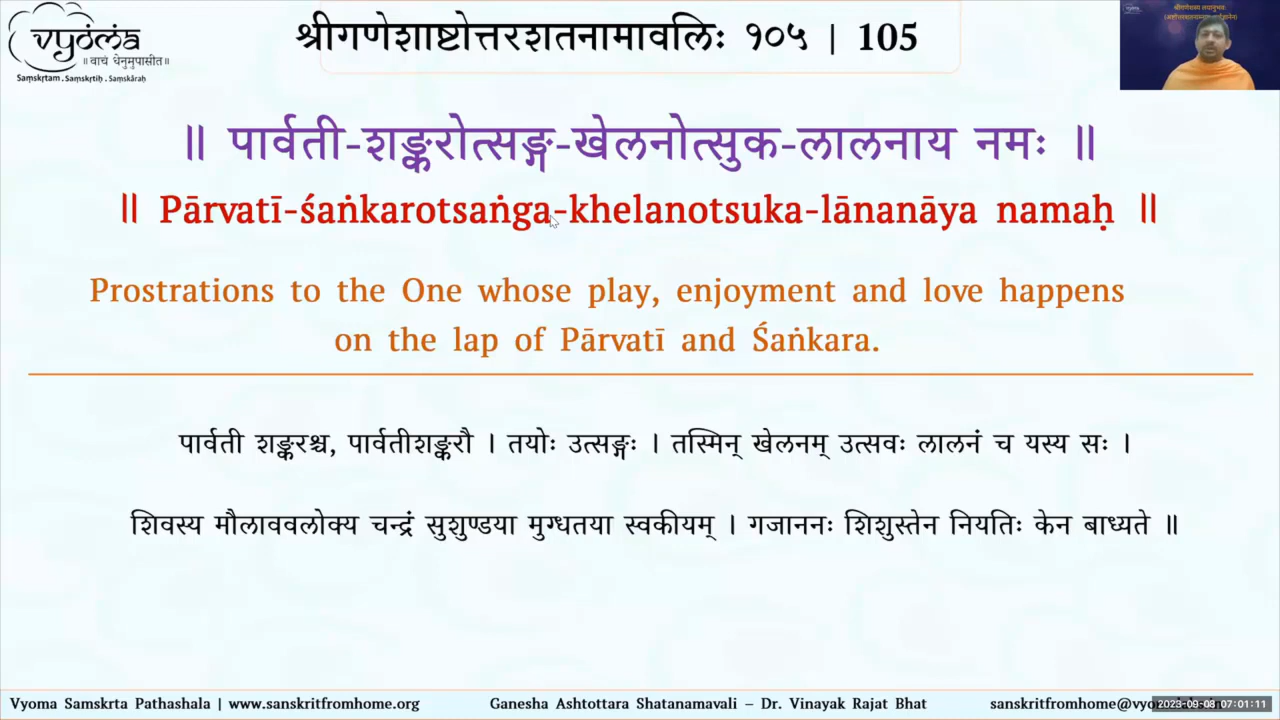 vyoma
॥ वाचं धेनुमुपासीत॥
Saṃskṛtam . Saṃskṛtiḥ . Saṃskāraḥ
श्रीगणेशाष्टोत्तरशतनामावलिः १०५ | 105
॥ पार्वती-शङ्करोत्सङ्ग-खेलनोत्सुक-लालनाय नमः ॥
॥ Pārvatī-śaṅkarotsaṅga-khelanotsuka-lānanāya namaḥ ॥
Prostrations to the One whose play, enjoyment and love happens
on the lap of Pārvatī and Śaṅkara.
पार्वती शङ्करश्च, पार्वतीशङ्करौ । तयोः उत्सङ्गः । तस्मिन् खेलनम् उत्सवः लालनं च यस्य सः ।
शिवस्य मौलाववलोक्य चन्द्रं सुशुण्डया मुग्धतया स्वकीयम् । गजाननः शिशुस्तेन नियतिः केन बाध्यते ॥
Vyoma Samskrta Pathashala | www.sanskritfromhome.org
Ganesha Ashtottara Shatanamavali – Dr. Vinayak Rajat Bhat
2023-09-08 07:01:11